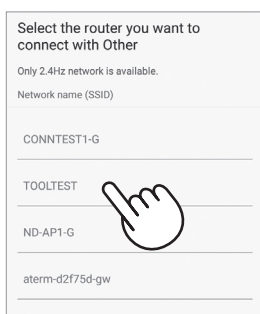 Select the router you want to
connect with Other
Only 2.4Hz network is available.
Network name (SSID)
CONNTEST1-G
TOOLTEST
ND-AP1-G
aterm-d2f75d-gw